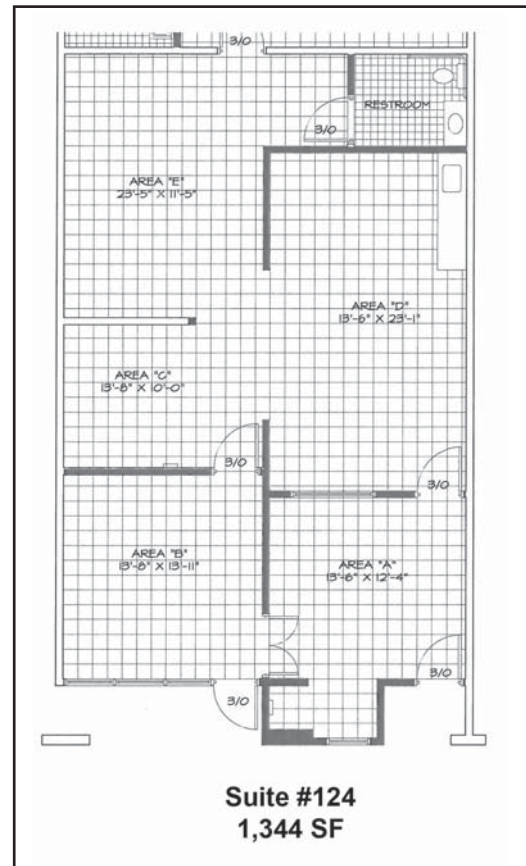 3/0
RESTROOM
3/0
AREA "E"
23'-5" X 11'-5"
AREA "D"
13'-6" X 23'-1"
AREA "C"
13'-8" X 10'-0"
3/0
3/0
AREA "B"
13'-8" X 13'-11"
AREA "A"
13'-6" X 12'-4"
3/0
3/0
Suite #124
1,344 SF